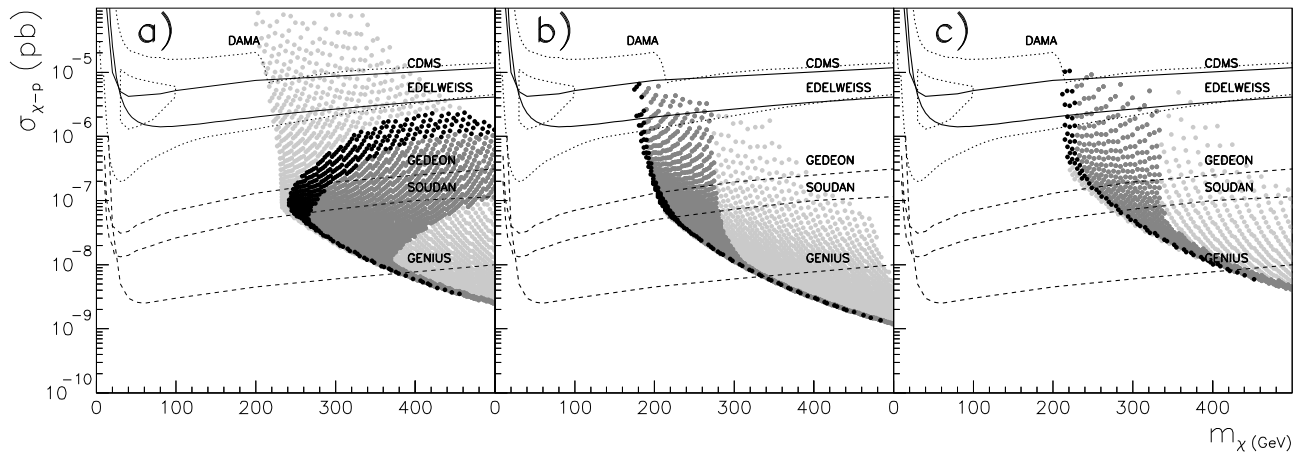 a) b) c)
DAMA DAMA DAMA
CDMS CDMS CDMS
EDELWEISS EDELWEISS EDELWEISS
GEDEON GEDEON GEDEON
SOUDAN SOUDAN SOUDAN
GENIUS GENIUS GENIUS
σχ-p (pb)
10-5
10-6
10-7
10-8
10-9
10-10
0 100 200 300 400 0 100 200 300 400 0 100 200 300 400
mχ (GeV)